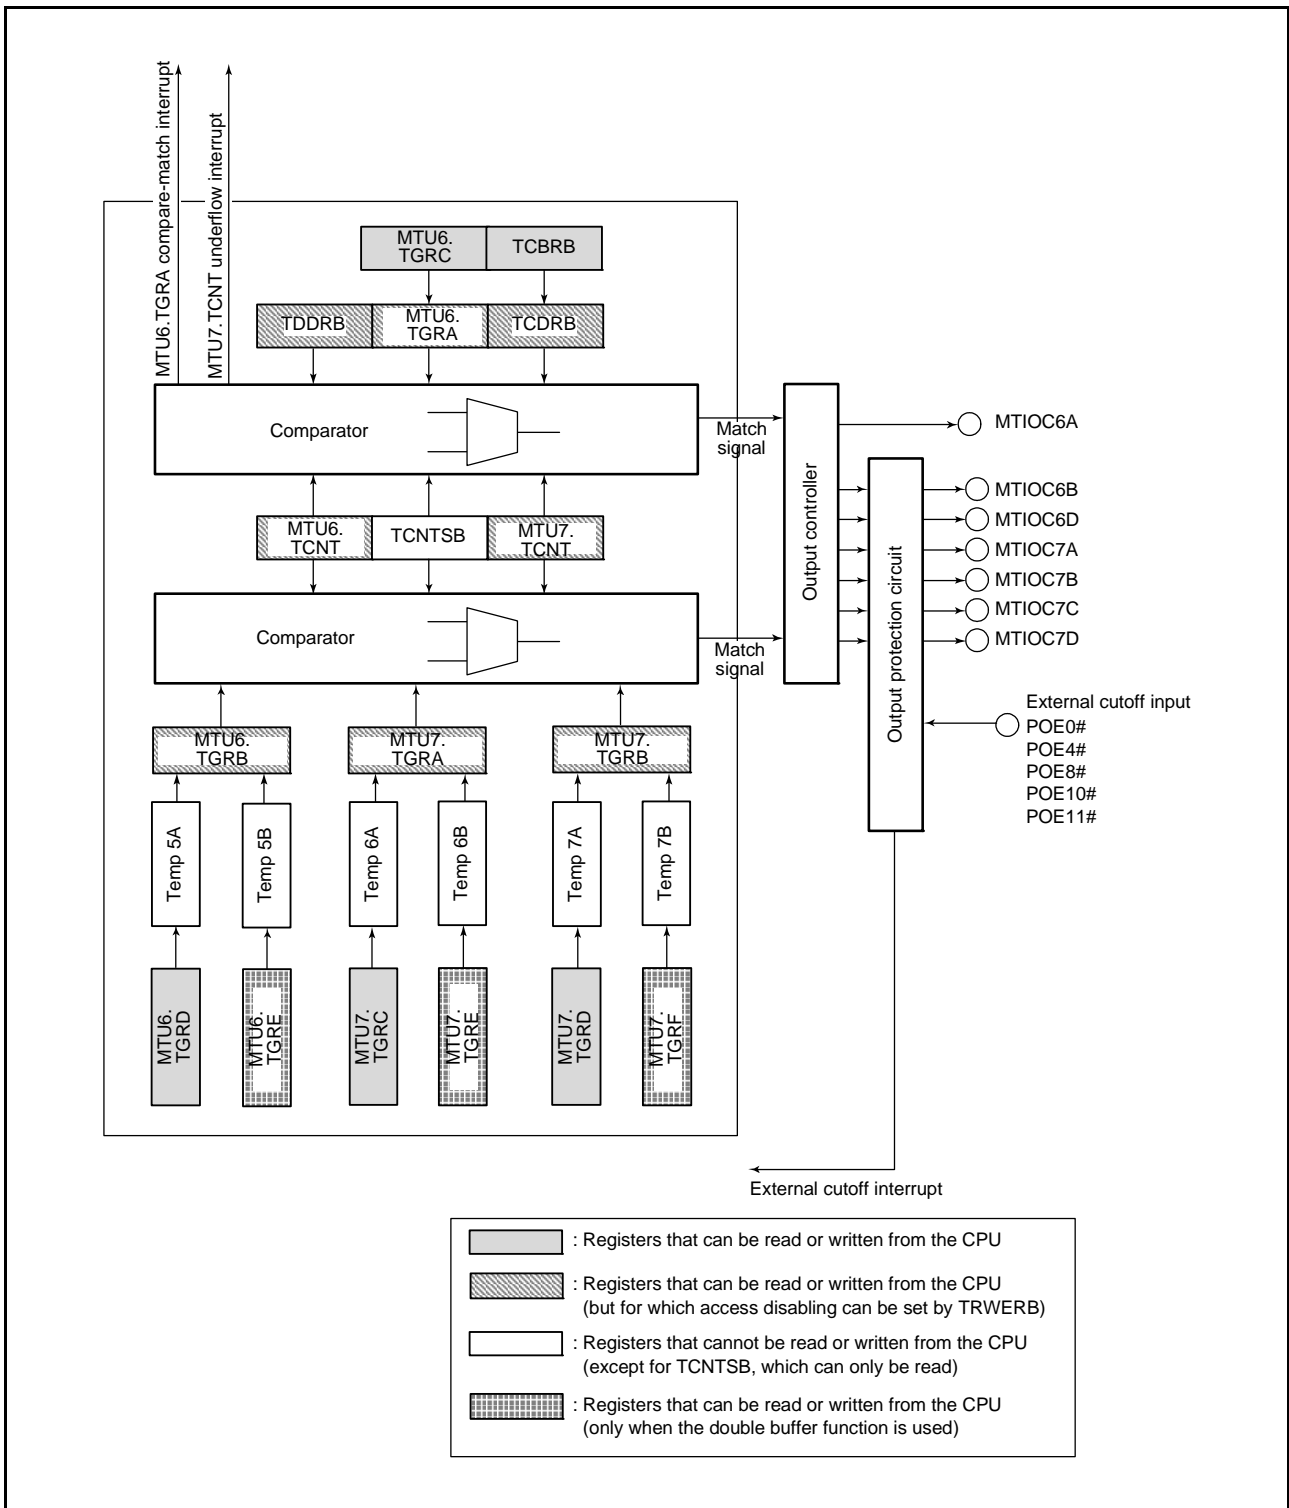 MTU6.TGRA compare-match interrupt
MTU7.TCNT underflow interrupt
MTU6.
TGRC
TCBRB
TDDRB
MTU6.
TGRA
TCDRB
Comparator
Match
signal
MTU6.
TCNT
TCNTSB
MTU7.
TCNT
Comparator
Match
signal
Output controller
Output protection circuit
MTIOC6A
MTIOC6B
MTIOC6D
MTIOC7A
MTIOC7B
MTIOC7C
MTIOC7D
External cutoff input
POE0#
POE4#
POE8#
POE10#
POE11#
MTU6.
TGRB
MTU7.
TGRA
MTU7.
TGRB
Temp 5A
Temp 5B
Temp 6A
Temp 6B
Temp 7A
Temp 7B
MTU6.
TGRD
MTU6.
TGRE
MTU7.
TGRC
MTU7.
TGRE
MTU7.
TGRD
MTU7.
TGRF
External cutoff interrupt
: Registers that can be read or written from the CPU
: Registers that can be read or written from the CPU
(but for which access disabling can be set by TRWERB)
: Registers that cannot be read or written from the CPU
(except for TCNTSB, which can only be read)
: Registers that can be read or written from the CPU
(only when the double buffer function is used)